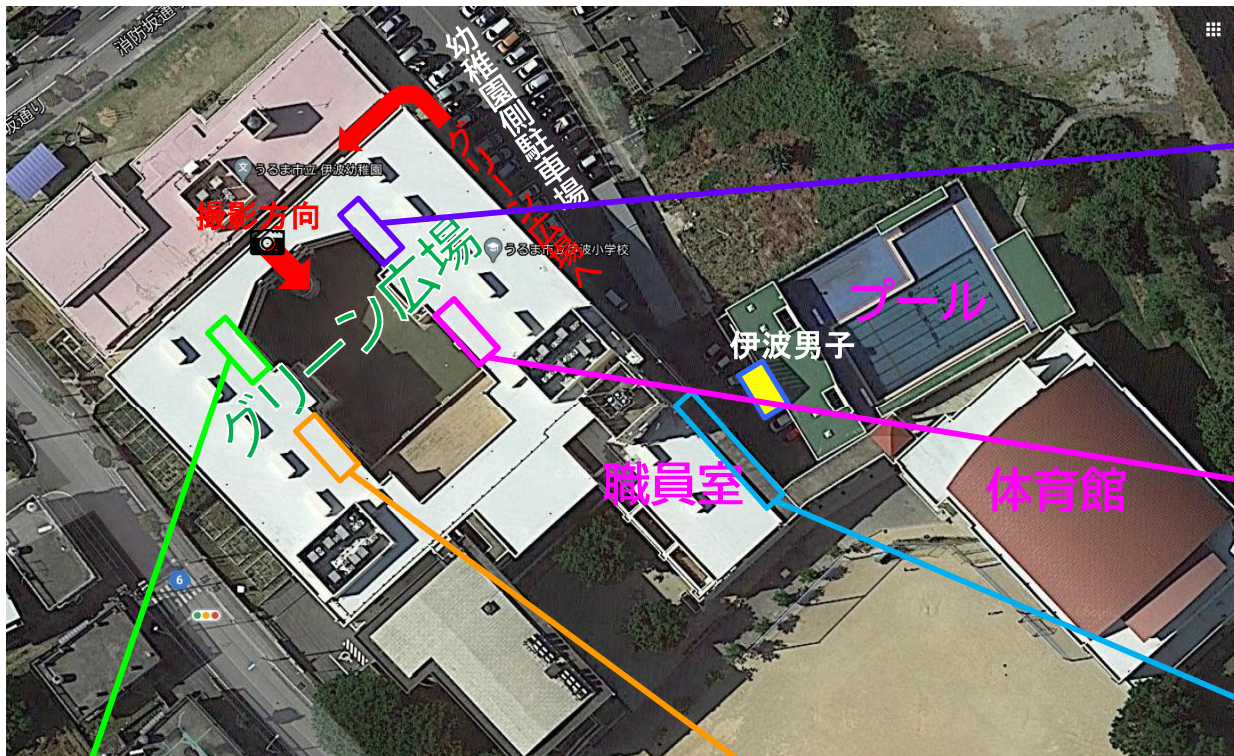 消防坂通り
坂通り
幼稚園側駐車場
グリーン広場へ
うるま市立 伊波幼稚園
撮影方向
うるま市立伊波小学校
グリーン広場
プール
伊波男子
職員室
体育館
6